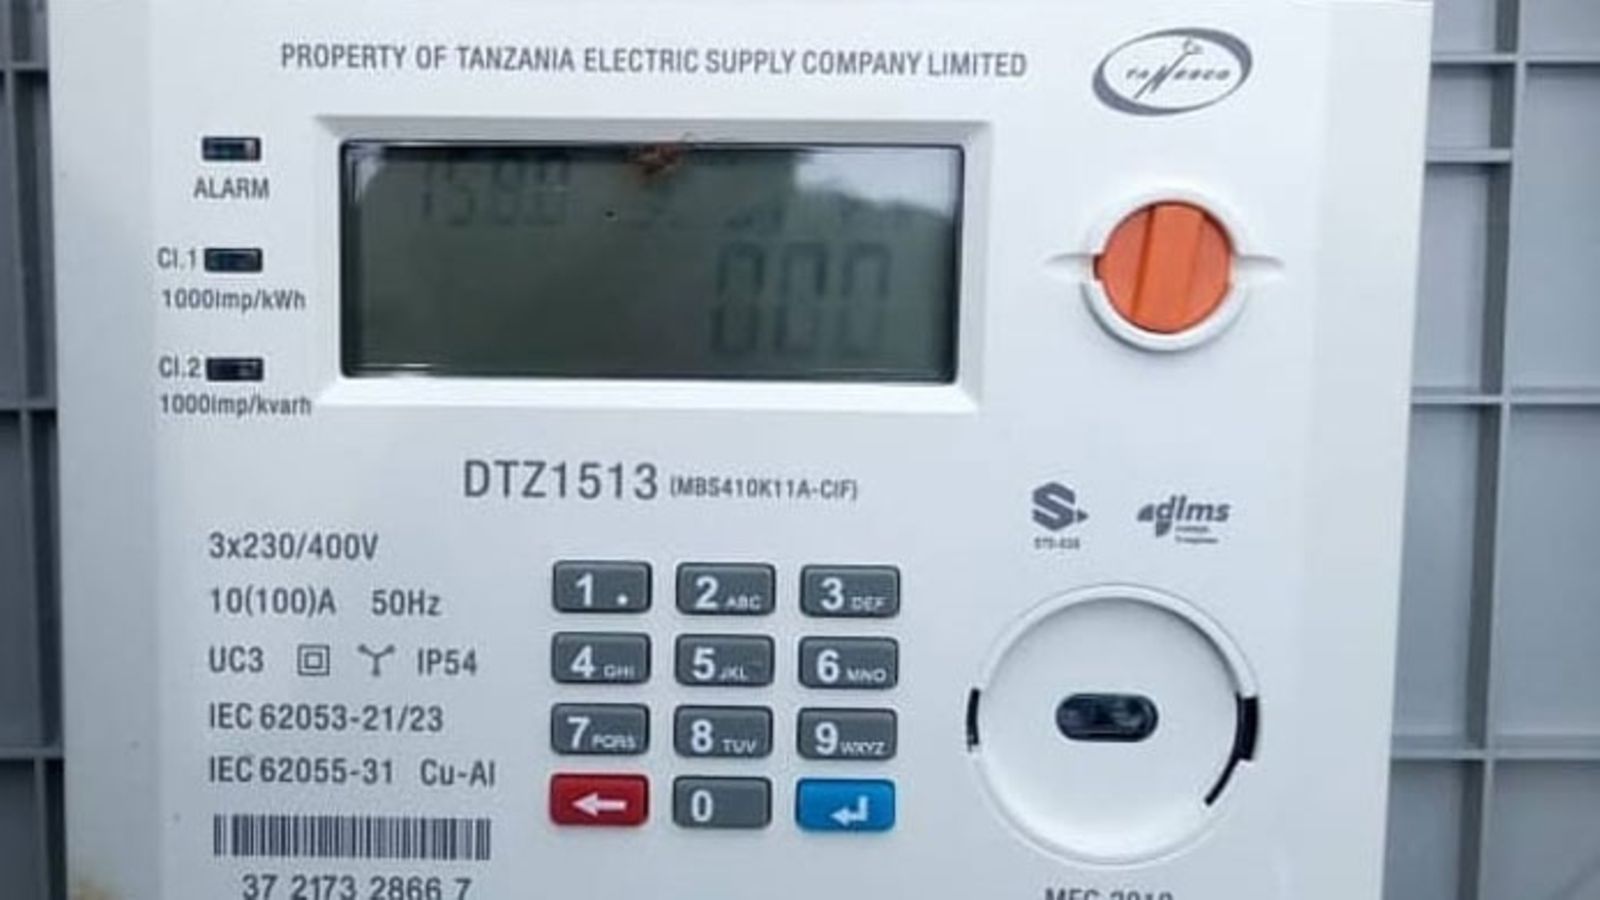 PROPERTY OF TANZANIA ELECTRIC SUPPLY COMPANY LIMITED
TANESCO
ALARM
Cl.1
1000imp/kWh
Cl.2
1000imp/kvarh
000
DTZ1513 (MBS410K11A-CIF)
3x230/400V
10(100)A 50Hz
UC3 IP54
IEC 62053-21/23
IEC 62055-31 Cu-Al
37 2173 2866 7
1 .
2 ABC
3 DEF
4 GHI
5 JKL
6 MNO
7 PQRS
8 TUV
9 WXYZ
0
S
dlms